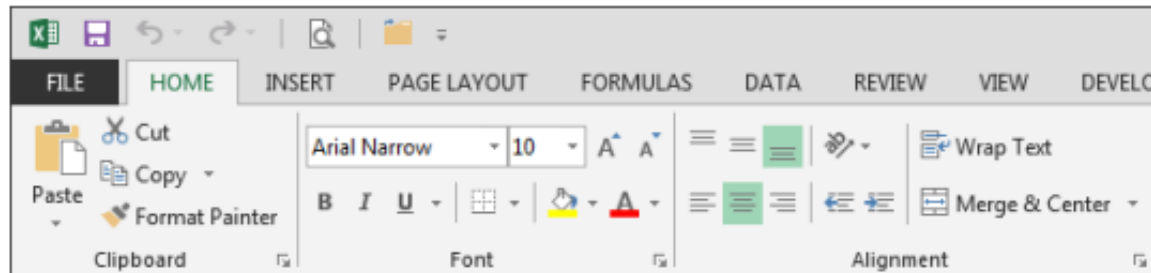 FILE HOME INSERT PAGE LAYOUT FORMULAS DATA REVIEW VIEW DEVELO
Cut
Arial Narrow 10 A A Wrap Text
Copy
Paste
B I U A Merge & Center
Format Painter
Clipboard Font Alignment